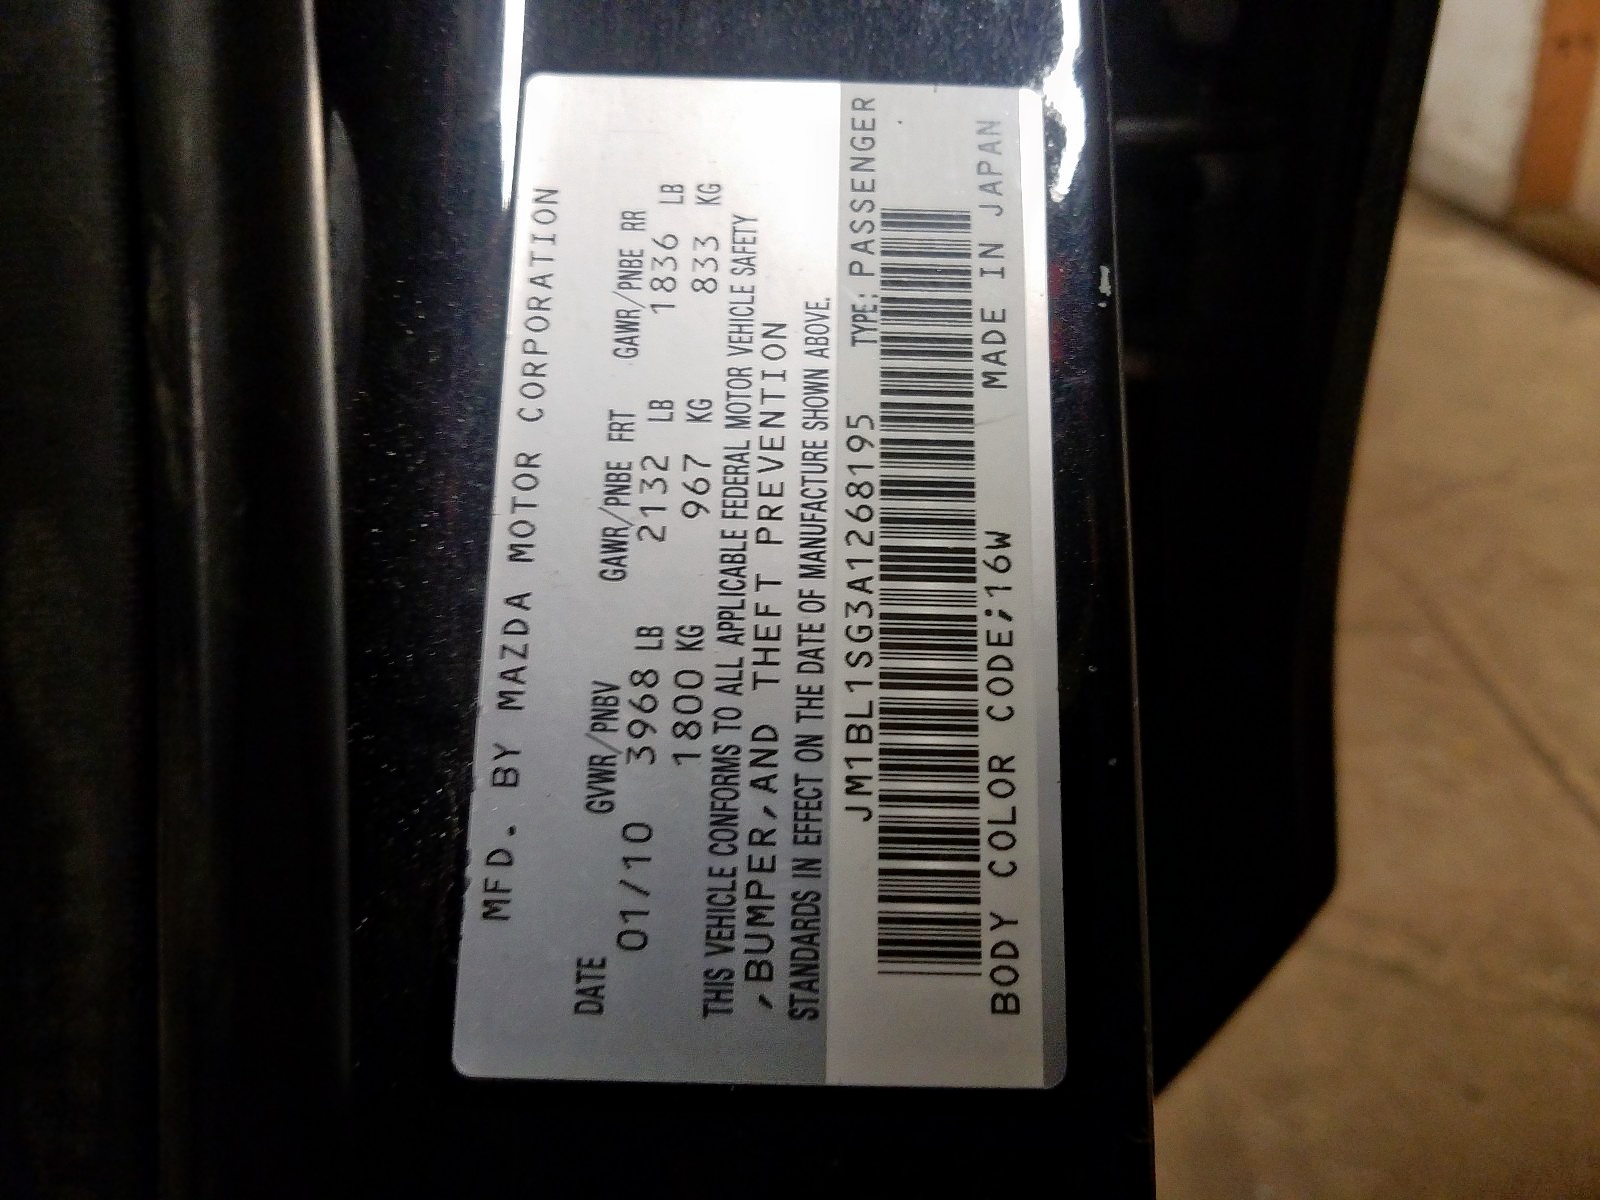 MFD. BY MAZDA MOTOR CORPORATION
DATE GVWR/PNBV GAWR/PNBE FRT GAWR/PNBE RR
01/10 3968 LB 2132 LB 1836 LB
1800 KG 967 KG 833 KG
THIS VEHICLE CONFORMS TO ALL APPLICABLE FEDERAL MOTOR VEHICLE SAFETY
,BUMPER,AND THEFT PREVENTION
STANDARDS IN EFFECT ON THE DATE OF MANUFACTURE SHOWN ABOVE.
JM1BL1SG3A1268195 TYPE: PASSENGER
BODY COLOR CODE;16W MADE IN JAPAN